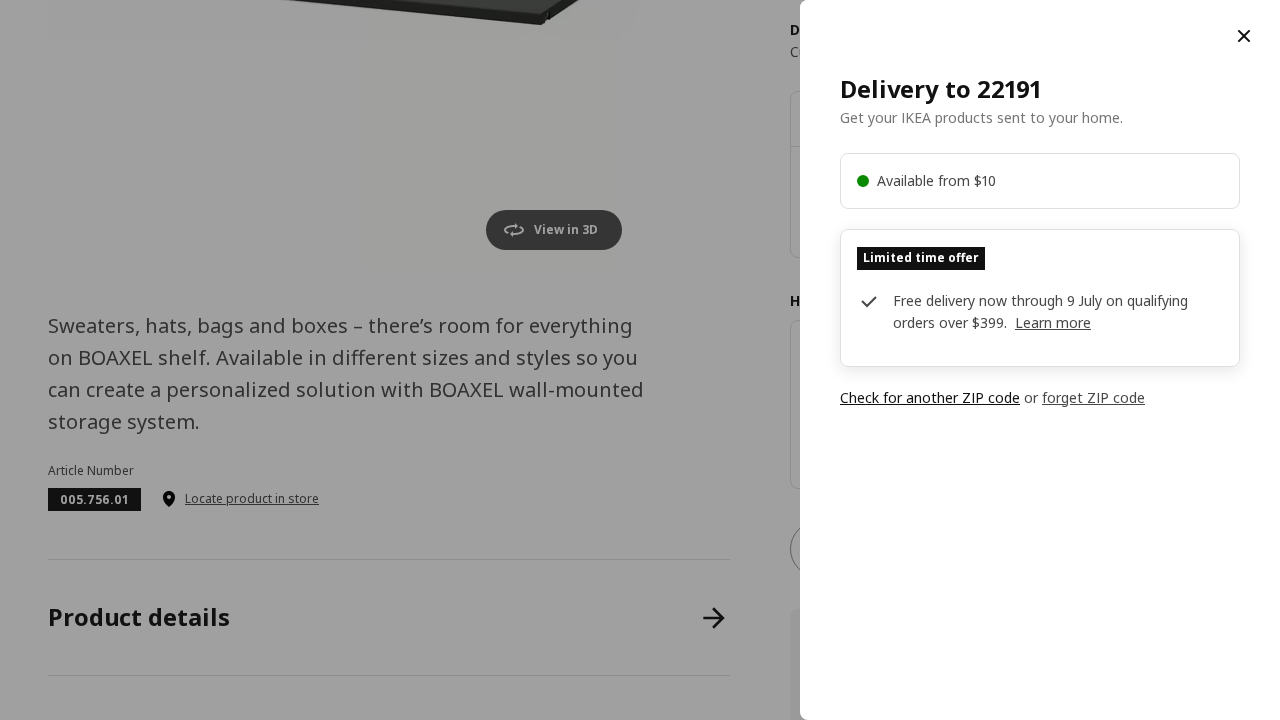 View in 3D
Sweaters, hats, bags and boxes – there’s room for everything
on BOAXEL shelf. Available in different sizes and styles so you
can create a personalized solution with BOAXEL wall-mounted
storage system.
Article Number
005.756.01
Locate product in store
Product details
Delivery to 22191
Get your IKEA products sent to your home.
Available from $10
Limited time offer
Free delivery now through 9 July on qualifying
orders over $399. Learn more
Check for another ZIP code or forget ZIP code